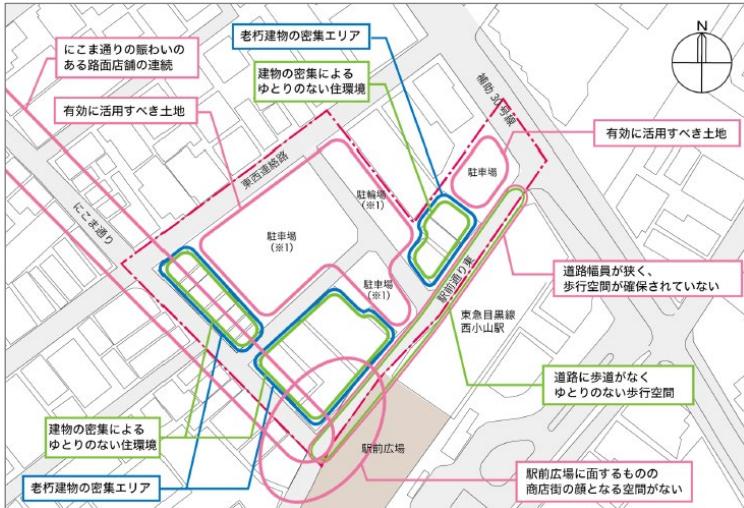 にこま通りの賑わいの
ある路面店舗の連続
老朽建物の密集エリア
建物の密集による
ゆとりのない住環境
有効に活用すべき土地
N
補助30号線
有効に活用すべき土地
東西連絡路
駐車場
駐輪場
(※1)
にこま通り
駐車場
(※1)
駐車場
(※1)
駅前通り東
道路幅員が狭く、
歩行空間が確保されていない
東急目黒線
西小山駅
道路に歩道がなく
ゆとりのない歩行空間
建物の密集による
ゆとりのない住環境
駅前広場
老朽建物の密集エリア
駅前広場に面するものの
商店街の顔となる空間がない